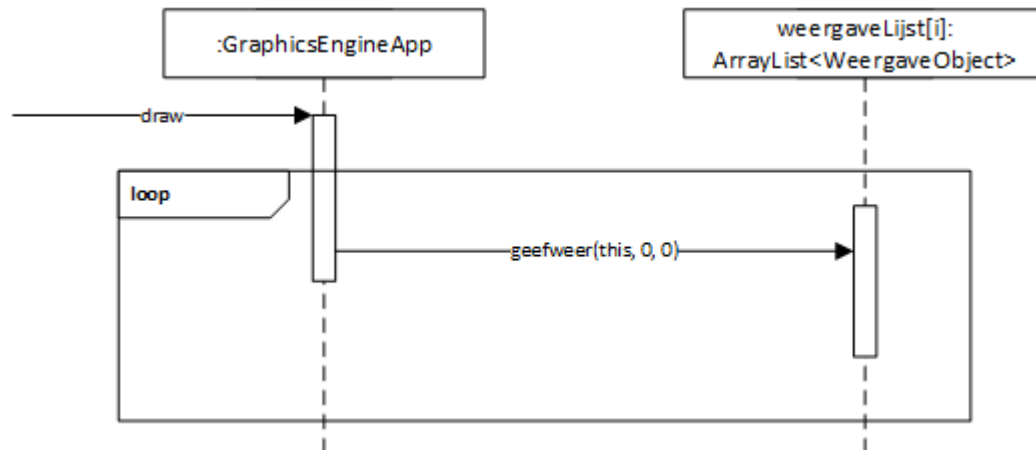 :GraphicsEngineApp
weergaveLijst[i]:
ArrayList<WeergaveObject>
draw
loop
geefweer(this, 0, 0)